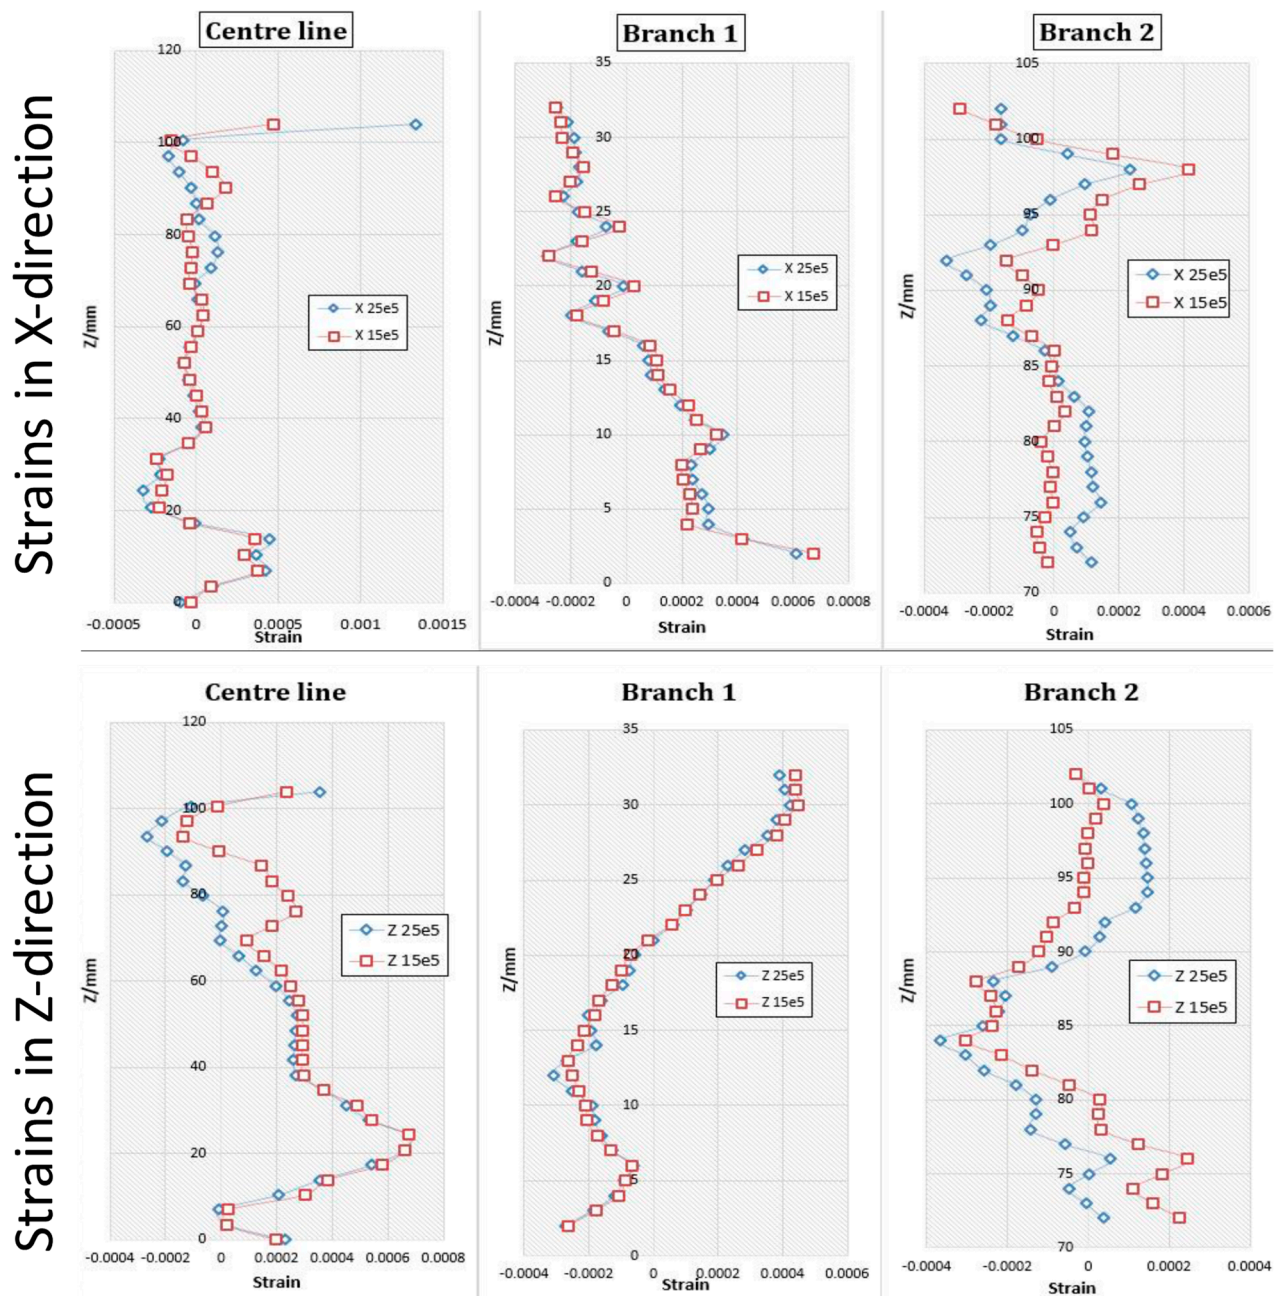 Strains in X-direction
Centre line
120
100
80
60
40
20
0
-0.0005 0 0.0005 0.001 0.0015
Z/mm
Strain
X 25e5
X 15e5
Branch 1
35
30
25
20
15
10
5
0
-0.0004 -0.0002 0 0.0002 0.0004 0.0006 0.0008
Z/mm
Strain
X 25e5
X 15e5
Branch 2
105
100
95
90
85
80
75
70
-0.0004 -0.0002 0 0.0002 0.0004 0.0006
Z/mm
Strain
X 25e5
X 15e5
Strains in Z-direction
Centre line
120
100
80
60
40
20
0
-0.0004 -0.0002 0 0.0002 0.0004 0.0006 0.0008
Z/mm
Strain
Z 25e5
Z 15e5
Branch 1
35
30
25
20
15
10
5
0
-0.0004 -0.0002 0 0.0002 0.0004 0.0006
Z/mm
Strain
Z 25e5
Z 15e5
Branch 2
105
100
95
90
85
80
75
70
-0.0004 -0.0002 0 0.0002 0.0004
Z/mm
Strain
Z 25e5
Z 15e5